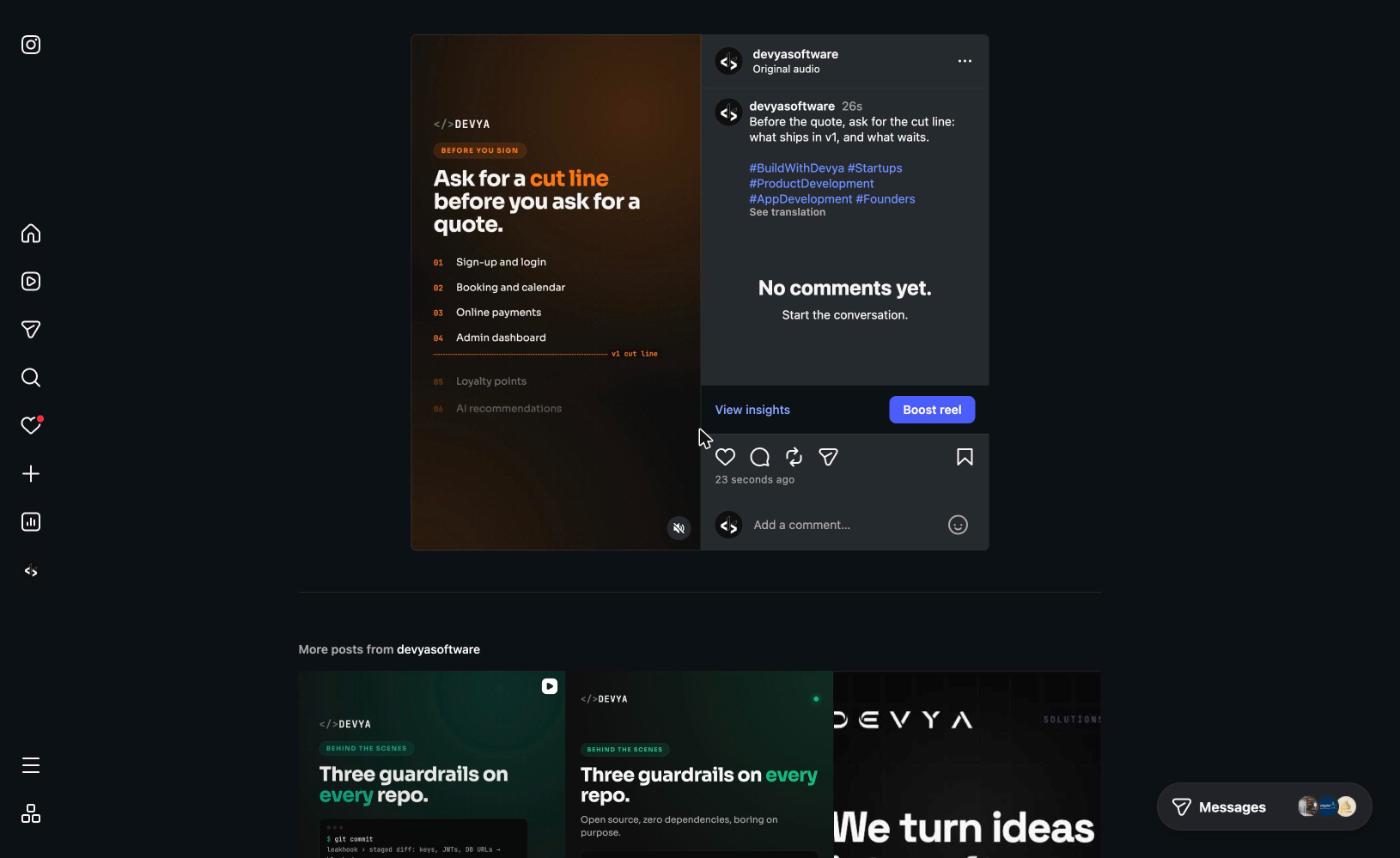 devyasoftware
Original audio
devyasoftware 26s
Before the quote, ask for the cut line:
what ships in v1, and what waits.
#BuildWithDevya #Startups
#ProductDevelopment
#AppDevelopment #Founders
See translation
</>DEVYA
BEFORE YOU SIGN
Ask for a cut line
before you ask for a
quote.
01 Sign-up and login
02 Booking and calendar
03 Online payments
04 Admin dashboard
v1 cut line
05 Loyalty points
06 AI recommendations
No comments yet.
Start the conversation.
View insights
Boost reel
23 seconds ago
Add a comment...
More posts from devyasoftware
</>DEVYA
BEHIND THE SCENES
Three guardrails on
every repo.
$ git commit
leakhook › staged diff: keys, JWTs, DB URLs →
</>DEVYA
BEHIND THE SCENES
Three guardrails on every
repo.
Open source, zero dependencies, boring on
purpose.
DEVYA
SOLUTIONS
We turn ideas
Messages